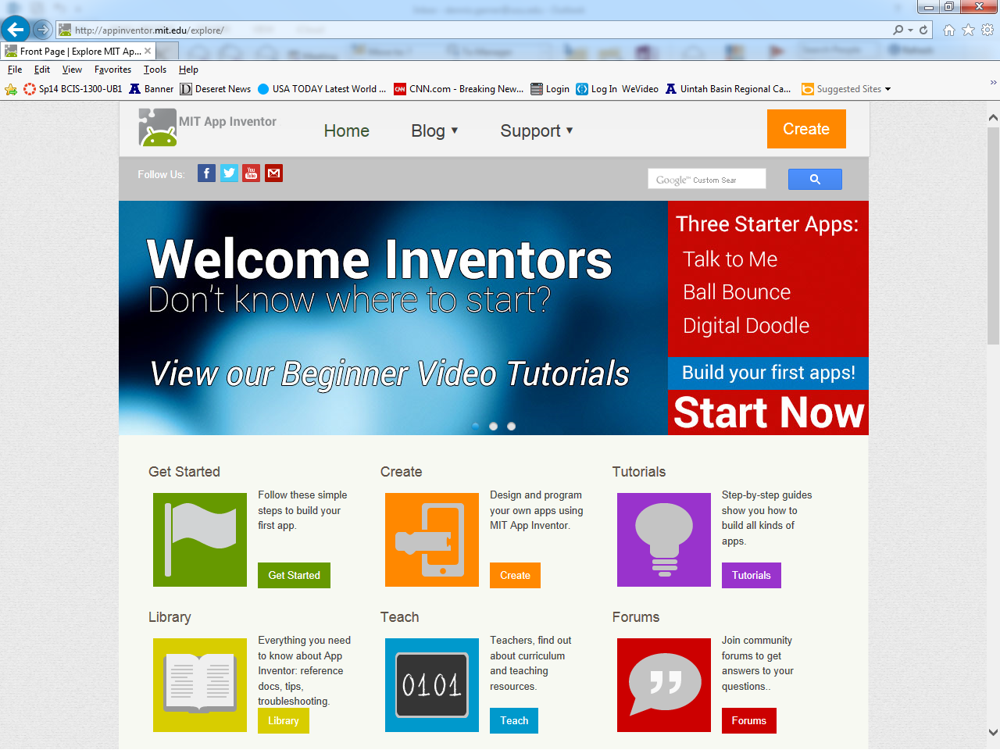 http://appinventor.mit.edu/explore/
Front Page | Explore MIT Ap...
File Edit View Favorites Tools Help
Sp14 BCIS-1300-UB1 Banner Deseret News USA TODAY Latest World ... CNN.com - Breaking New... Login Log In WeVideo Uintah Basin Regional Ca... Suggested Sites
MIT App Inventor
Home Blog Support Create
Follow Us:
You Tube
Google™ Custom Sear
Welcome Inventors
Don't know where to start?
View our Beginner Video Tutorials
Three Starter Apps:
Talk to Me
Ball Bounce
Digital Doodle
Build your first apps!
Start Now
Get Started
Follow these simple
steps to build your
first app.
Get Started
Create
Design and program
your own apps using
MIT App Inventor.
Create
Tutorials
Step-by-step guides
show you how to
build all kinds of
apps.
Tutorials
Library
Everything you need
to know about App
Inventor: reference
docs, tips,
troubleshooting.
Library
Teach
0101
Teachers, find out
about curriculum
and teaching
resources.
Teach
Forums
Join community
forums to get
answers to your
questions..
Forums